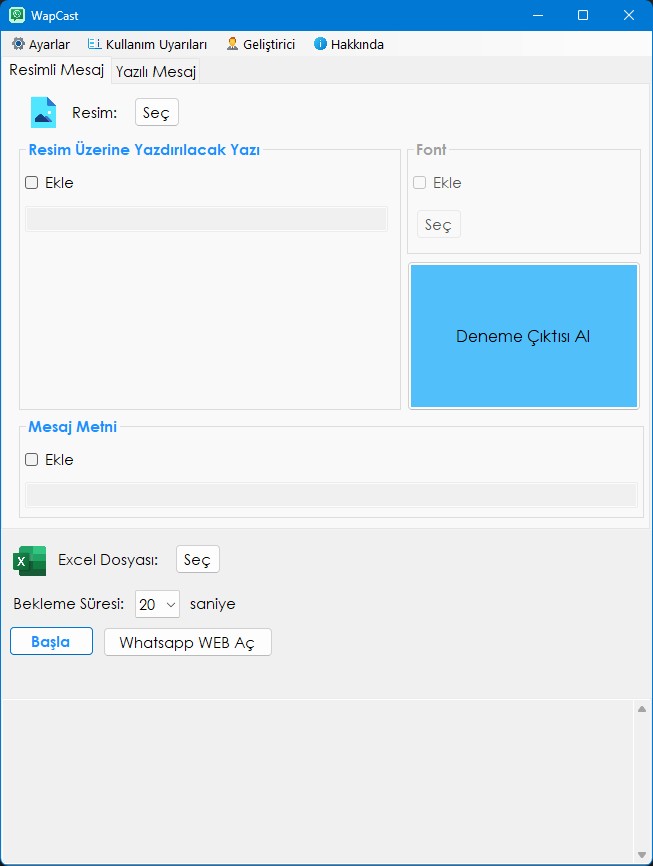 WapCast
Ayarlar Kullanım Uyarıları Geliştirici Hakkında
Resimli Mesaj Yazılı Mesaj
Resim: Seç
Resim Üzerine Yazdırılacak Yazı
Ekle
Font
Ekle
Seç
Deneme Çıktısı Al
Mesaj Metni
Ekle
Excel Dosyası: Seç
Bekleme Süresi: 20 saniye
Başla Whatsapp WEB Aç